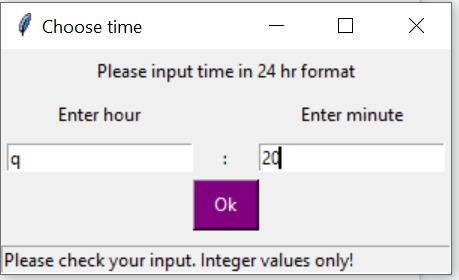 Choose time
Please input time in 24 hr format
Enter hour Enter minute
q : 20
Ok
Please check your input. Integer values only!